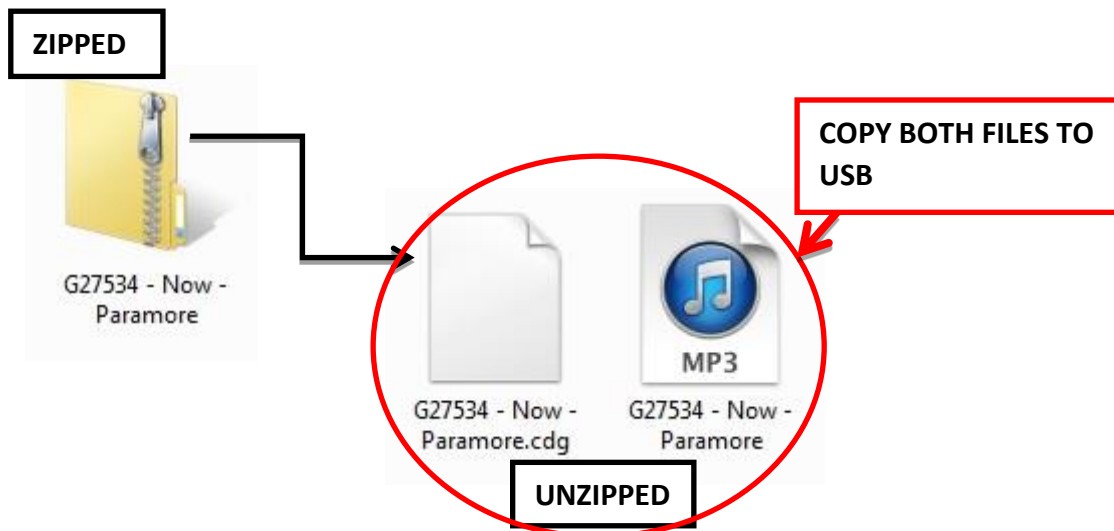 ZIPPED
G27534 - Now -
Paramore
COPY BOTH FILES TO
USB
MP3
G27534 - Now -
Paramore.cdg
G27534 - Now -
Paramore
UNZIPPED